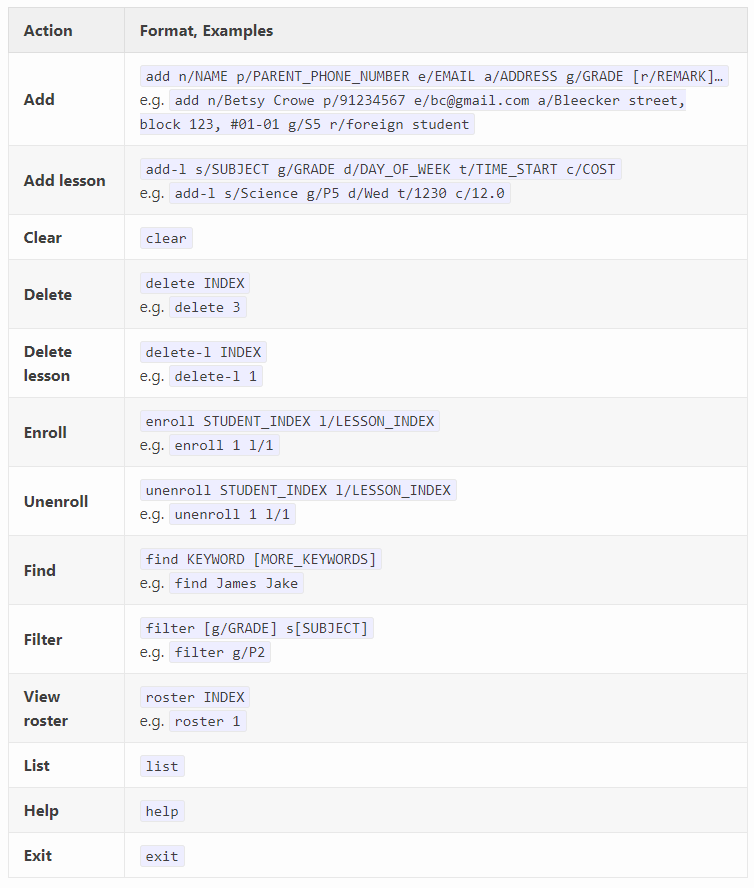 Action Format, Examples
Add
add n/NAME p/PARENT_PHONE_NUMBER e/EMAIL a/ADDRESS g/GRADE [r/REMARK]…
e.g. add n/Betsy Crowe p/91234567 e/bc@gmail.com a/Bleecker street,
block 123, #01-01 g/S5 r/foreign student
Add lesson
add-l s/SUBJECT g/GRADE d/DAY_OF_WEEK t/TIME_START c/COST
e.g. add-l s/Science g/P5 d/Wed t/1230 c/12.0
Clear
clear
Delete
delete INDEX
e.g. delete 3
Delete
lesson
delete-l INDEX
e.g. delete-l 1
Enroll
enroll STUDENT_INDEX l/LESSON_INDEX
e.g. enroll 1 l/1
Unenroll
unenroll STUDENT_INDEX l/LESSON_INDEX
e.g. unenroll 1 l/1
Find
find KEYWORD [MORE_KEYWORDS]
e.g. find James Jake
Filter
filter [g/GRADE] s[SUBJECT]
e.g. filter g/P2
View
roster
roster INDEX
e.g. roster 1
List
list
Help
help
Exit
exit